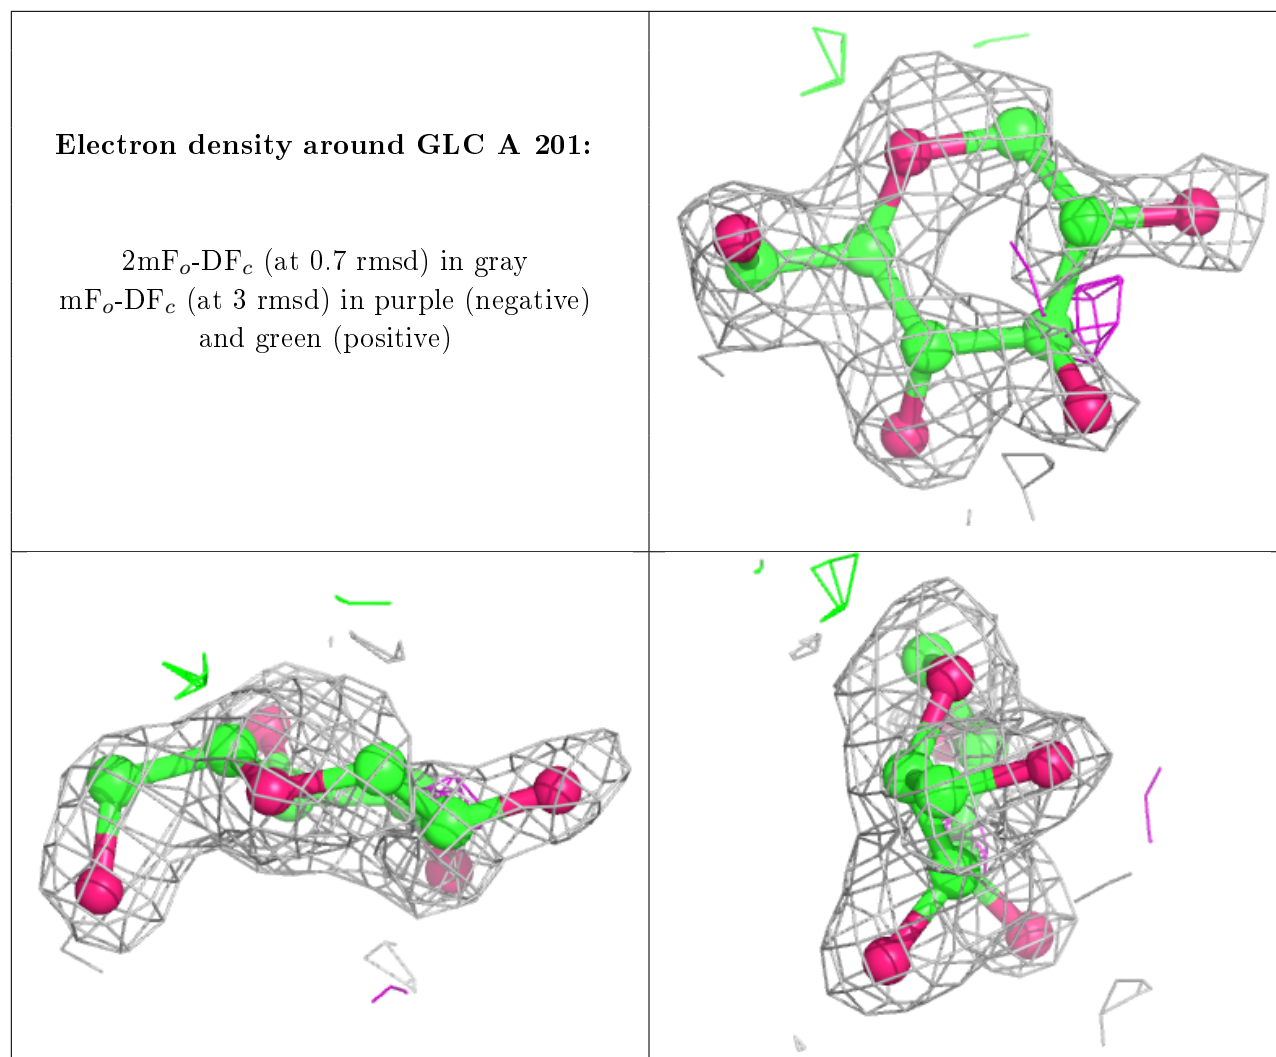 Electron density around GLC A 201:
2mFo-DFc (at 0.7 rmsd) in gray
mFo-DFc (at 3 rmsd) in purple (negative)
and green (positive)